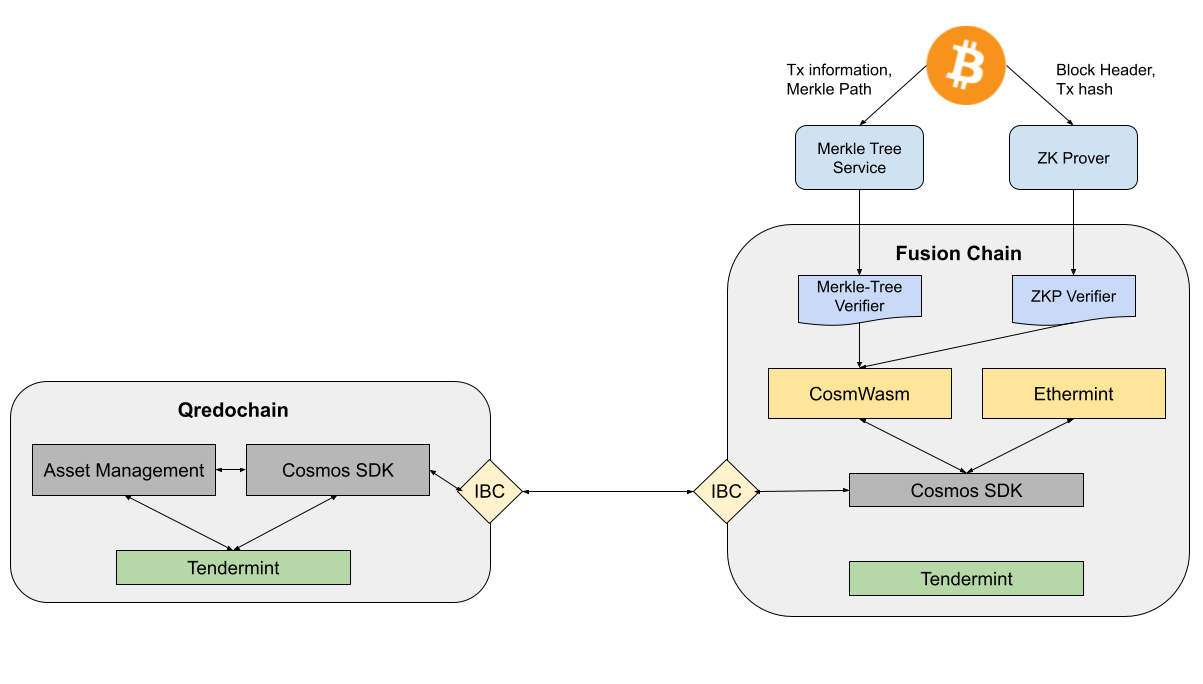 Tx information,
Merkle Path
Block Header,
Tx hash
Merkle Tree
Service
ZK Prover
Fusion Chain
Merkle-Tree
Verifier
ZKP Verifier
CosmWasm
Ethermint
Qredochain
Asset Management
Cosmos SDK
IBC
IBC
Cosmos SDK
Tendermint
Tendermint